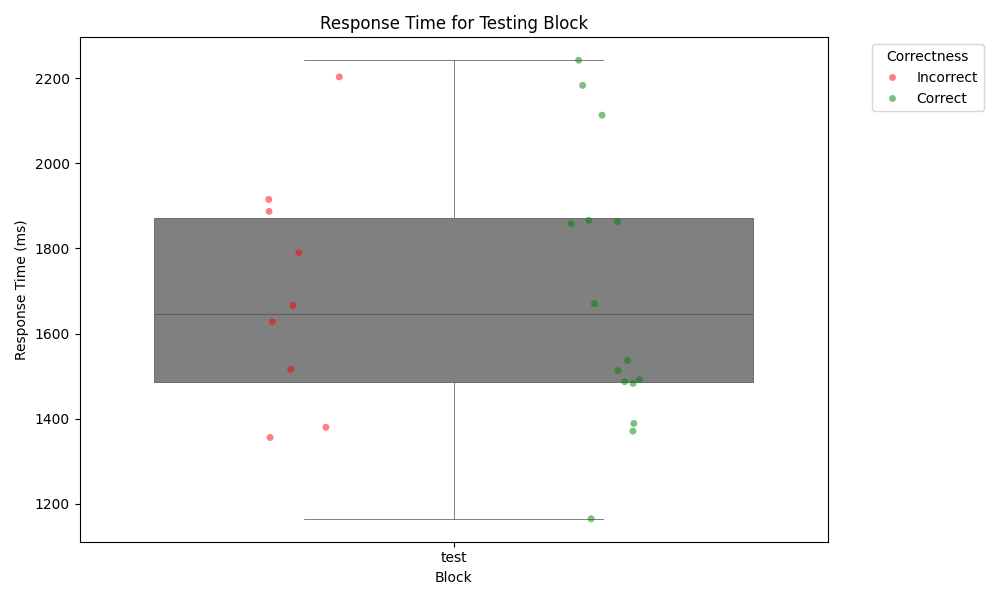 Response Time for Testing Block
Correctness
Incorrect
Correct
Response Time (ms)
2200
2000
1800
1600
1400
1200
test
Block